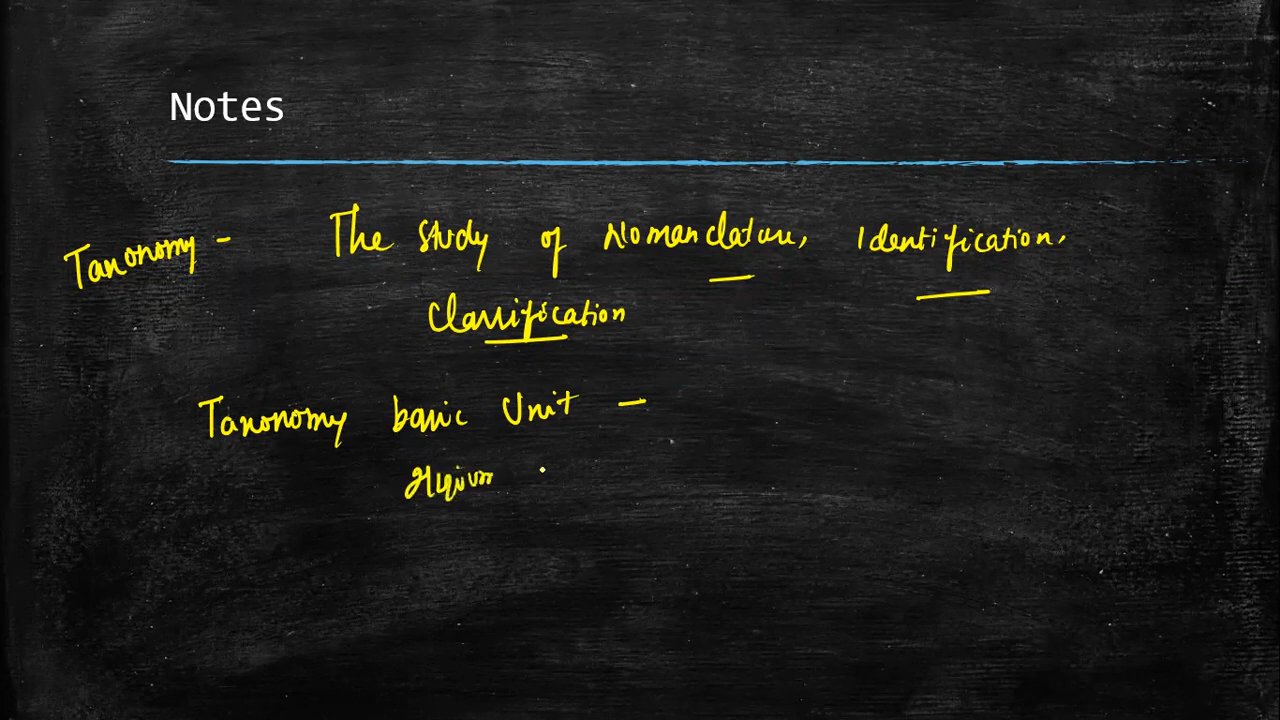 Notes
Taxonomy - The study of Nomenclature, Identification,
Classification
Taxonomy basic Unit -